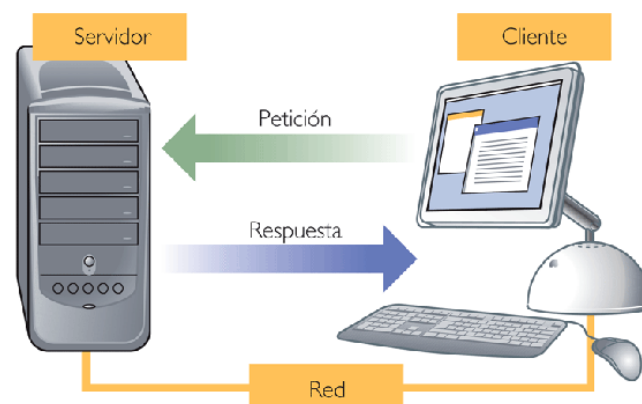 Servidor
Cliente
Petición
Respuesta
Red